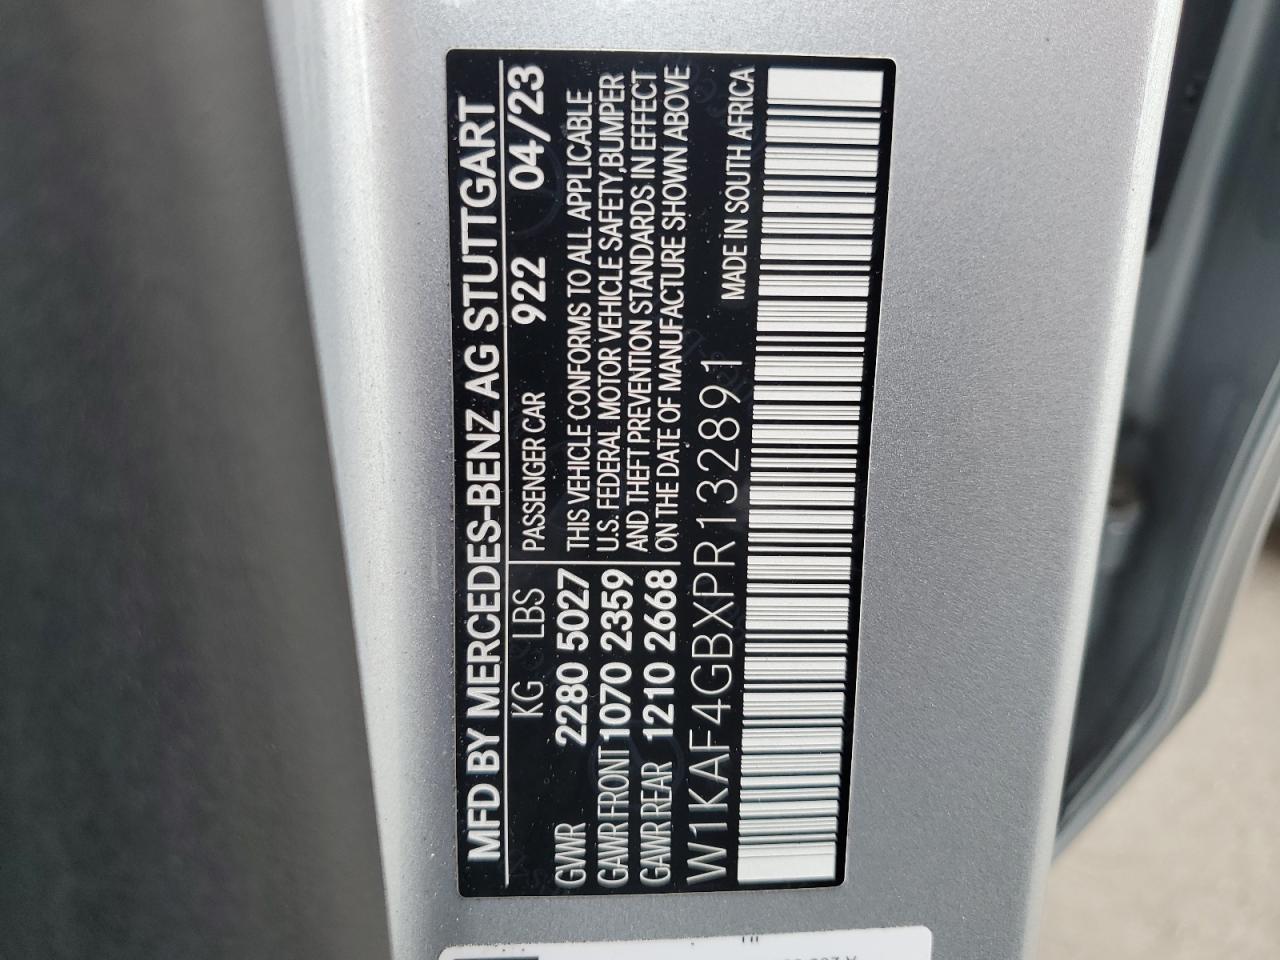 MFD BY MERCEDES-BENZ AG STUTTGART
KG LBS PASSENGER CAR 922 04/23
GVWR 2280 5027 THIS VEHICLE CONFORMS TO ALL APPLICABLE
GAWR FRONT 1070 2359 U.S. FEDERAL MOTOR VEHICLE SAFETY,BUMPER
GAWR REAR 1210 2668 AND THEFT PREVENTION STANDARDS IN EFFECT
ON THE DATE OF MANUFACTURE SHOWN ABOVE
W1KAF4GBXPR132891 MADE IN SOUTH AFRICA